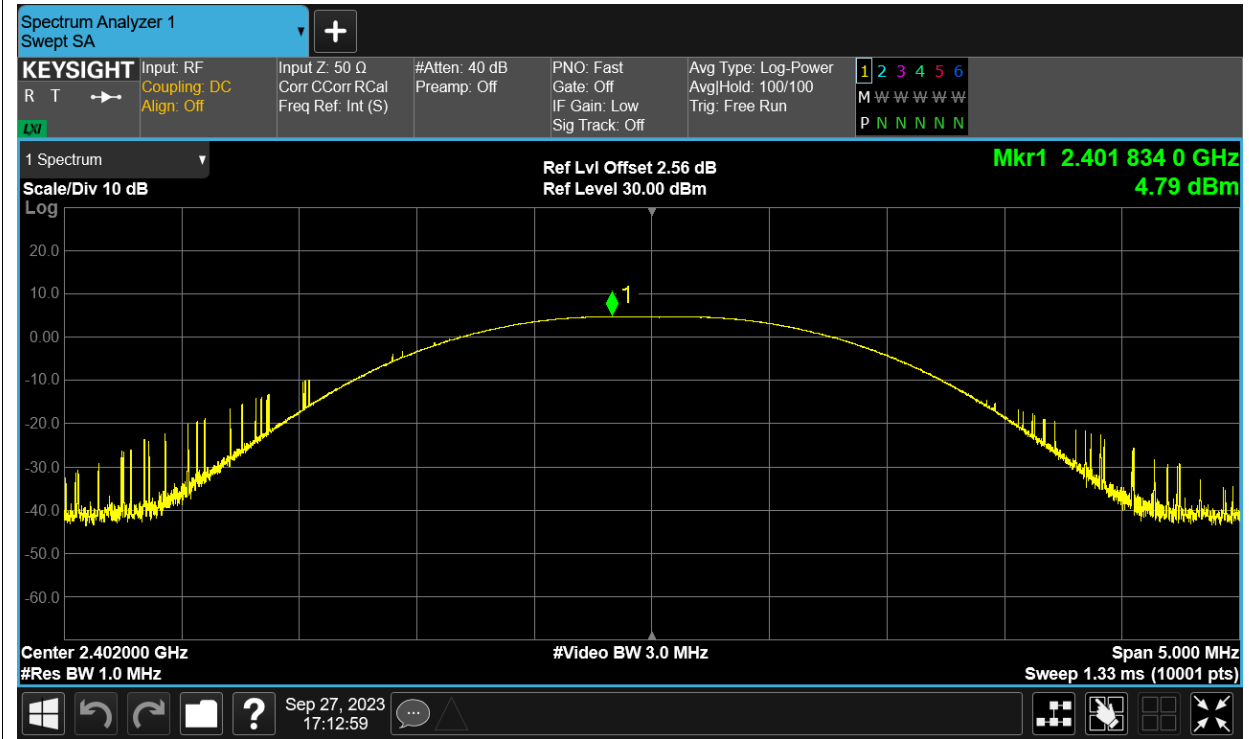 Spectrum Analyzer 1
Swept SA
+
KEYSIGHT
R T
LXI
Input: RF
Coupling: DC
Align: Off
Input Z: 50 Ω
Corr CCorr RCal
Freq Ref: Int (S)
#Atten: 40 dB
Preamp: Off
PNO: Fast
Gate: Off
IF Gain: Low
Sig Track: Off
Avg Type: Log-Power
Avg|Hold: 100/100
Trig: Free Run
1 2 3 4 5 6
M W W W W W W
P N N N N N N
1 Spectrum
Scale/Div 10 dB
Ref Lvl Offset 2.56 dB
Ref Level 30.00 dBm
Mkr1 2.401 834 0 GHz
4.79 dBm
Log
20.0
10.0
1
0.00
-10.0
-20.0
-30.0
-40.0
-50.0
-60.0
Center 2.402000 GHz
#Res BW 1.0 MHz
#Video BW 3.0 MHz
Span 5.000 MHz
Sweep 1.33 ms (10001 pts)
?
Sep 27, 2023
17:12:59